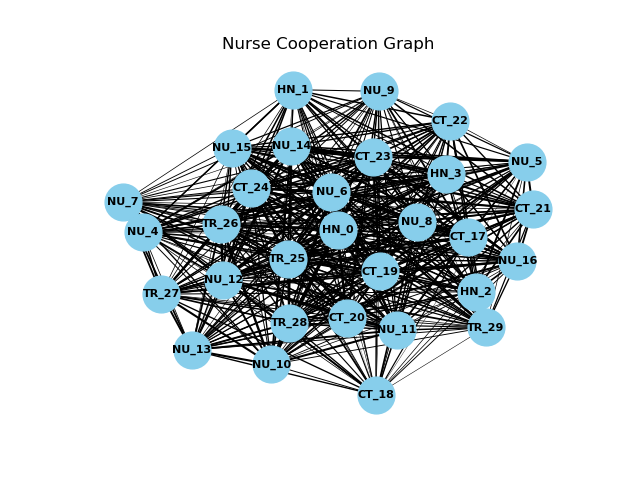 Nurse Cooperation Graph
HN_1
NU_9
CT_22
NU_15
NU_14
CT_23
NU_5
HN_3
CT_24
NU_6
NU_7
CT_21
NU_4
TR_26
HN_0
NU_8
CT_17
TR_25
NU_16
CT_19
NU_12
TR_27
HN_2
TR_28
CT_20
NU_11
TR_29
NU_13
NU_10
CT_18